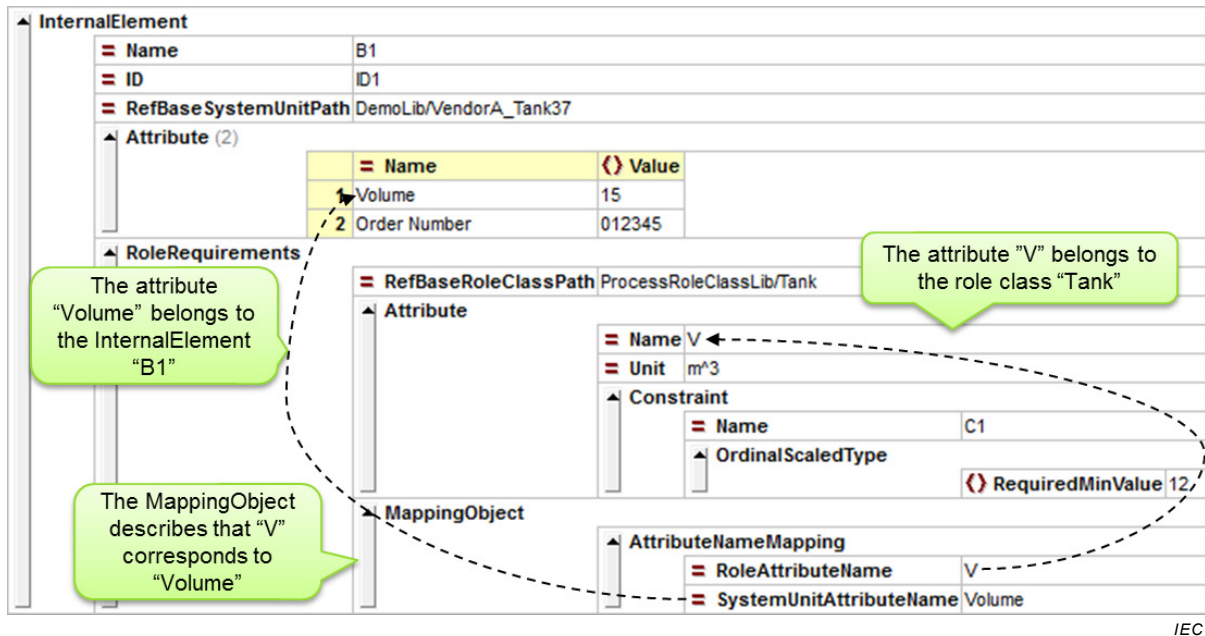 InternalElement
= Name B1
= ID ID1
= RefBaseSystemUnitPath DemoLib/VendorA_Tank37
Attribute (2)
= Name () Value
1 Volume 15
2 Order Number 012345
RoleRequirements
= RefBaseRoleClassPath ProcessRoleClassLib/Tank
Attribute
= Name V
= Unit m^3
Constraint
= Name C1
OrdinalScaledType
() RequiredMinValue 12
MappingObject
AttributeNameMapping
= RoleAttributeName V
= SystemUnitAttributeName Volume
The attribute
“Volume” belongs to
the InternalElement
“B1”
The attribute ”V” belongs to
the role class “Tank”
The MappingObject
describes that “V”
corresponds to
“Volume”
IEC